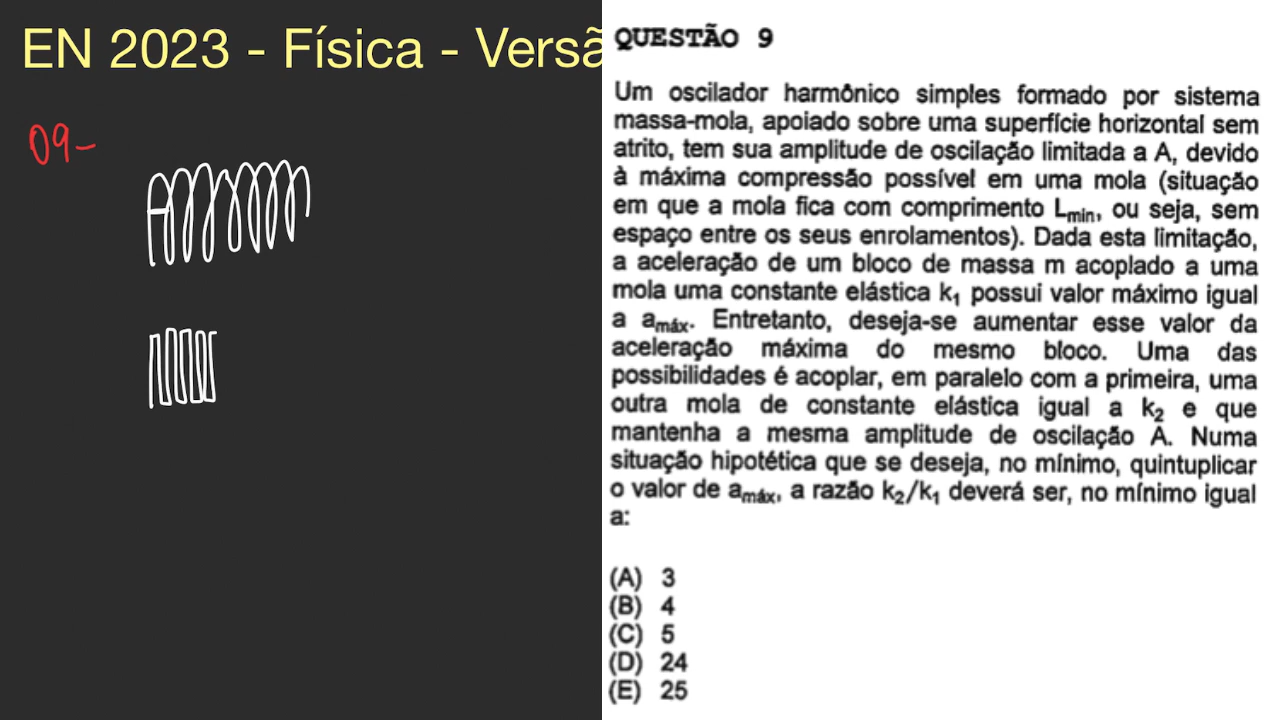 EN 2023 - Física - Versã
09-
QUESTÃO 9
Um oscilador harmônico simples formado por sistema
massa-mola, apoiado sobre uma superfície horizontal sem
atrito, tem sua amplitude de oscilação limitada a A, devido
à máxima compressão possível em uma mola (situação
em que a mola fica com comprimento Lmin, ou seja, sem
espaço entre os seus enrolamentos). Dada esta limitação,
a aceleração de um bloco de massa m acoplado a uma
mola uma constante elástica k1 possui valor máximo igual
a amáx. Entretanto, deseja-se aumentar esse valor da
aceleração máxima do mesmo bloco. Uma das
possibilidades é acoplar, em paralelo com a primeira, uma
outra mola de constante elástica igual a k2 e que
mantenha a mesma amplitude de oscilação A. Numa
situação hipotética que se deseja, no mínimo, quintuplicar
o valor de amáx, a razão k2/k1 deverá ser, no mínimo igual
a:
(A) 3
(B) 4
(C) 5
(D) 24
(E) 25